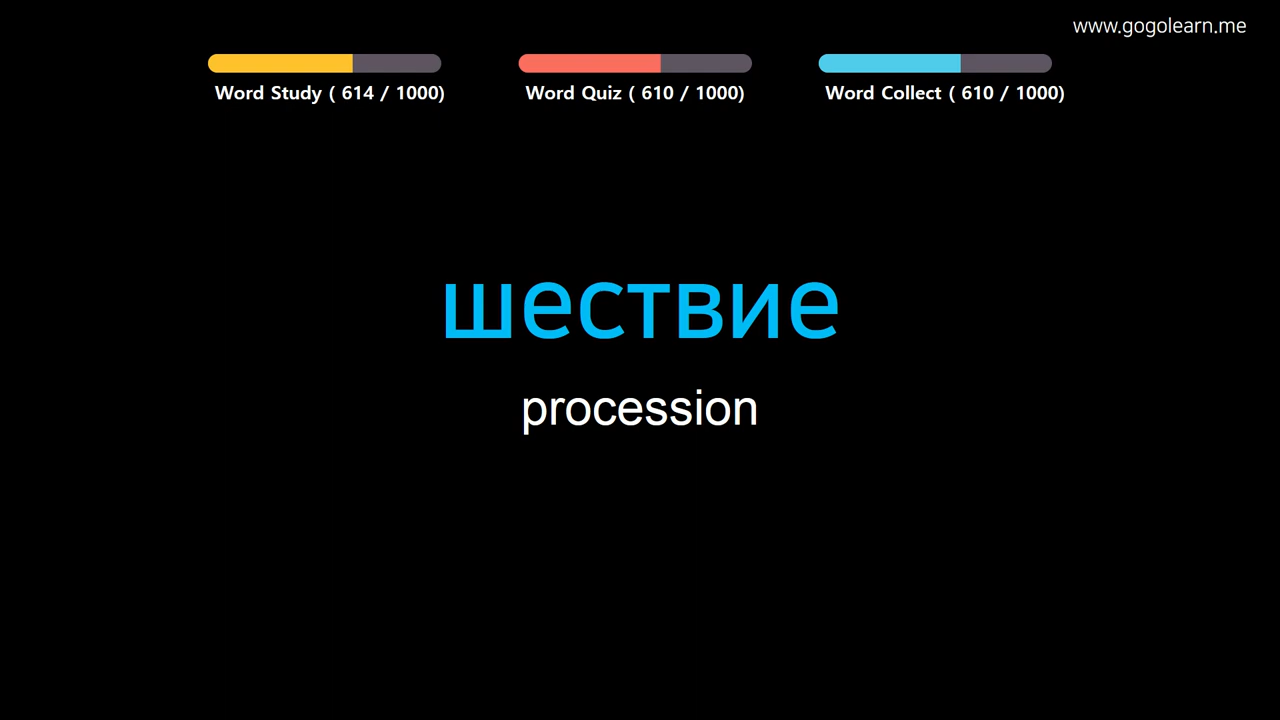 www.gogolearn.me
Word Study ( 614 / 1000)
Word Quiz ( 610 / 1000)
Word Collect ( 610 / 1000)
шествие
procession